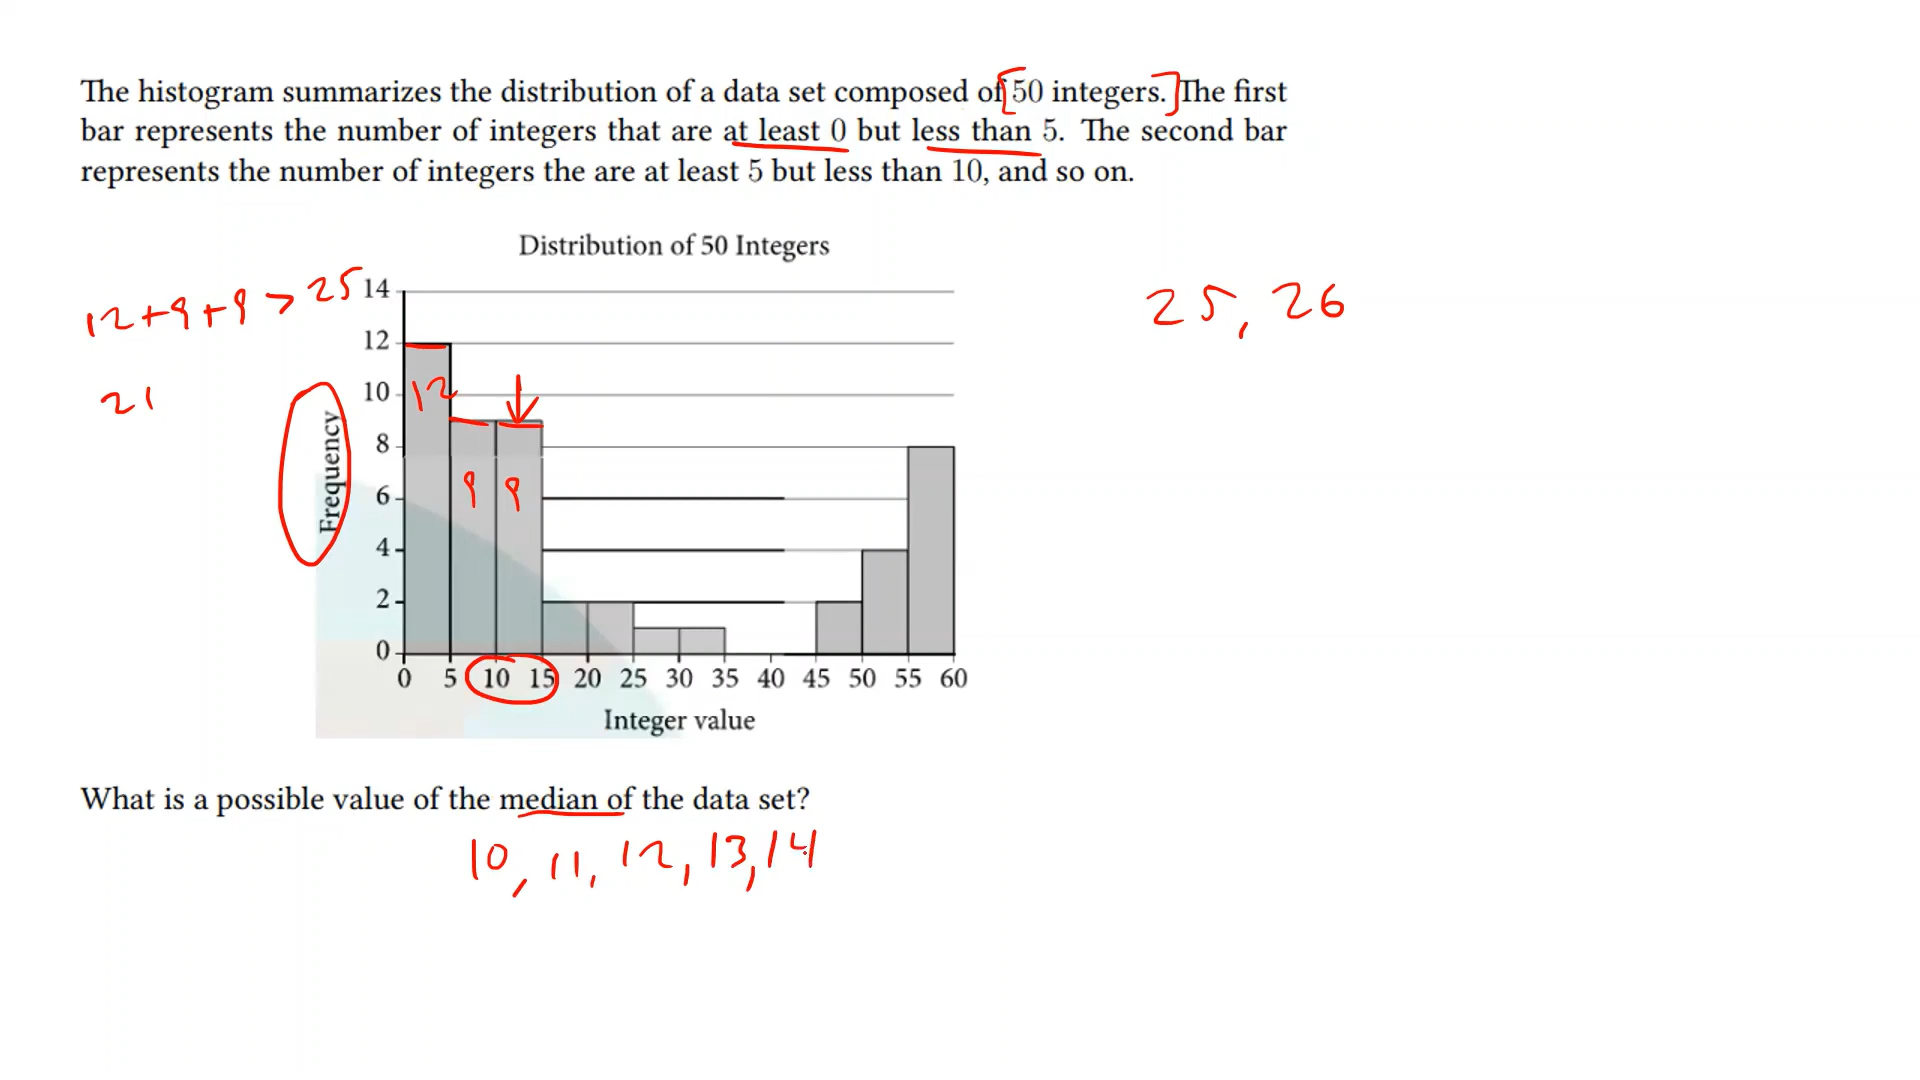 The histogram summarizes the distribution of a data set composed of [50 integers.] The first
bar represents the number of integers that are at least 0 but less than 5. The second bar
represents the number of integers the are at least 5 but less than 10, and so on.
Distribution of 50 Integers
12+9+9 > 25
21
25, 26
Frequency
14
12
10
8
6
4
2
0
12
9 9
0 5 10 15 20 25 30 35 40 45 50 55 60
Integer value
What is a possible value of the median of the data set?
10, 11, 12, 13, 14